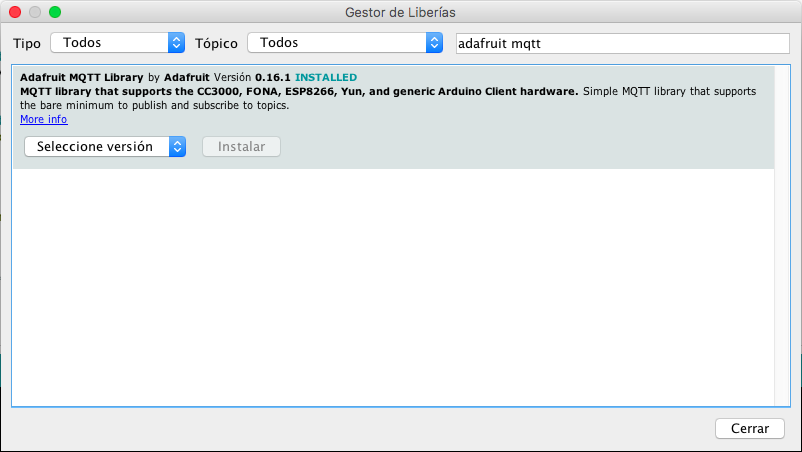 Gestor de Liberías
Tipo Todos Tópico Todos adafruit mqtt
Adafruit MQTT Library by Adafruit Versión 0.16.1 INSTALLED
MQTT library that supports the CC3000, FONA, ESP8266, Yun, and generic Arduino Client hardware. Simple MQTT library that supports
the bare minimum to publish and subscribe to topics.
More info
Seleccione versión Instalar
Cerrar